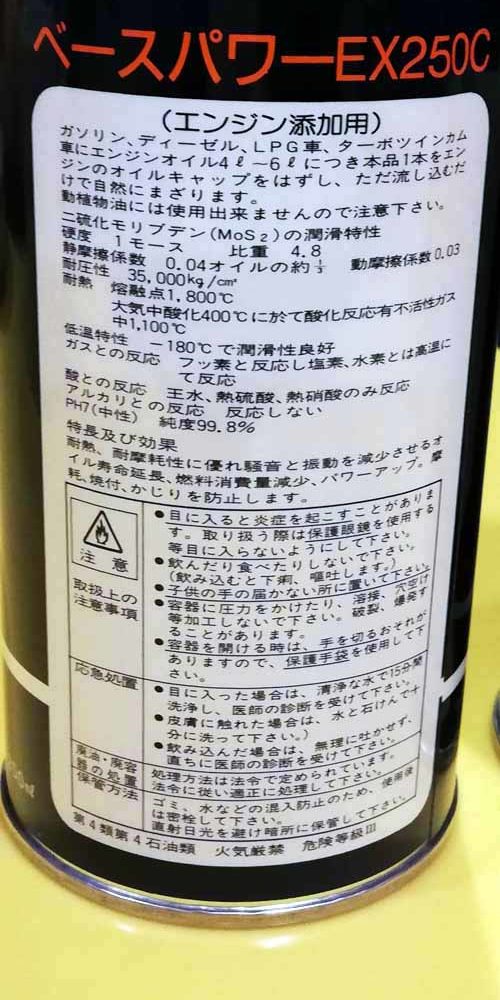 ベースパワーEX250C
(エンジン添加用)
ガソリン、ディーゼル、LPG車、ターボツインカム
車にエンジンオイル4ℓ～6ℓにつき本品1本をエン
ジンのオイルキャップをはずし、ただ流し込むだ
けで自然にまざります。
動植物油には使用出来ませんので注意下さい。
二硫化モリブデン(MoS2)の潤滑特性
硬度 1モース 比重 4.8
静摩擦係数 0.04オイルの約⅓ 動摩擦係数0.03
耐圧性 35,000kg/c㎡
耐熱 熔融点1,800℃
大気中酸化400℃に於て酸化反応有不活性ガス
中1,100℃
低温特性 −180℃で潤滑性良好
ガスとの反応 フッ素と反応し塩素、水素とは高温に
て反応
酸との反応 王水、熱硫酸、熱硝酸のみ反応
アルカリとの反応 反応しない
PH7(中性) 純度99.8%
特長及び効果
耐熱、耐摩耗性に優れ騒音と振動を減少させるオ
イル寿命延長、燃料消費量減少、パワーアップ。摩
耗、焼付、かじりを防止します。
注意
取扱上の
注意事項
●目に入ると炎症を起こすことがありま
す。取り扱う際は保護眼鏡を使用する
等目に入らないようにして下さい。
●飲んだり食べたりしないで下さい。
(飲み込むと下痢、嘔吐します。)
●子供の手の届かない所に置いて下さい。
●容器に圧力をかけたり、溶接、穴空け
等加工しないで下さい。破裂、爆発す
ることがあります。
●容器を開ける時は、手を切るおそれが
ありますので、保護手袋を使用して下
さい。
応急処置
●目に入った場合は、清浄な水で15分間
洗浄し、医師の診断を受けて下さい。
●皮膚に触れた場合は、水と石けんで十
分に洗って下さい。)
●飲み込んだ場合は、無理に吐かせず、
直ちに医師の診断を受けて下さい。
廃油・廃容
器の処置
処理方法は法令で定められています。
法令に従い適正に処理して下さい。
保管方法
ゴミ、水などの混入防止のため、使用後
は密栓して下さい。
直射日光を避け暗所に保管して下さい。
第4類第4石油類 火気厳禁 危険等級Ⅲ